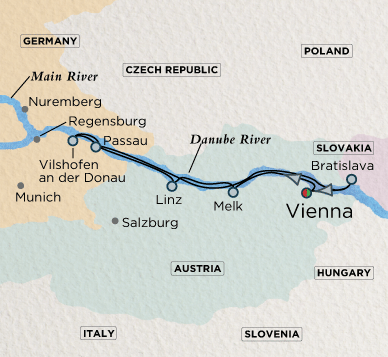 GERMANY
POLAND
CZECH REPUBLIC
Main River
Nuremberg
Regensburg
Passau
Danube River
SLOVAKIA
Bratislava
Vilshofen
an der Donau
Munich
Linz
Melk
Vienna
Salzburg
AUSTRIA
HUNGARY
ITALY
SLOVENIA